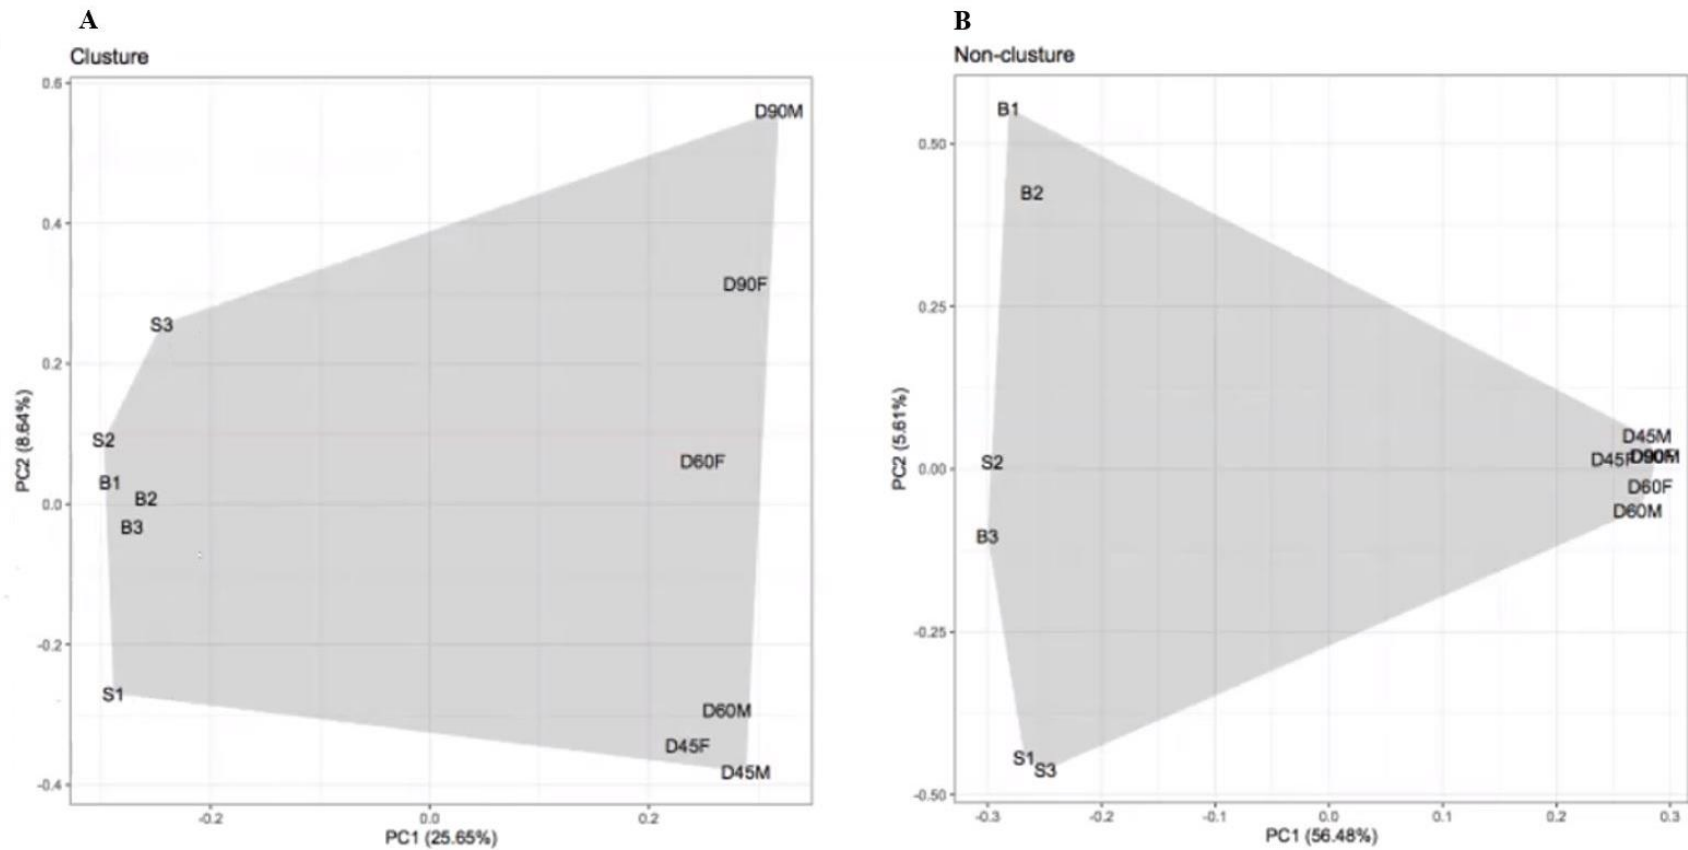 A
Clusture
0.6
0.4
0.2
0.0
-0.2
-0.4
PC2 (8.64%)
D90M
D90F
S3
S2
D60F
B1
B2
B3
S1
D60M
D45F
D45M
-0.2
0.0
0.2
PC1 (25.65%)
B
Non-clusture
0.50
0.25
0.00
-0.25
-0.50
PC2 (5.61%)
B1
B2
D45M
S2
D45F
D90M
D60F
D60M
B3
S1
S3
-0.3
-0.2
-0.1
0.0
0.1
0.2
0.3
PC1 (56.48%)